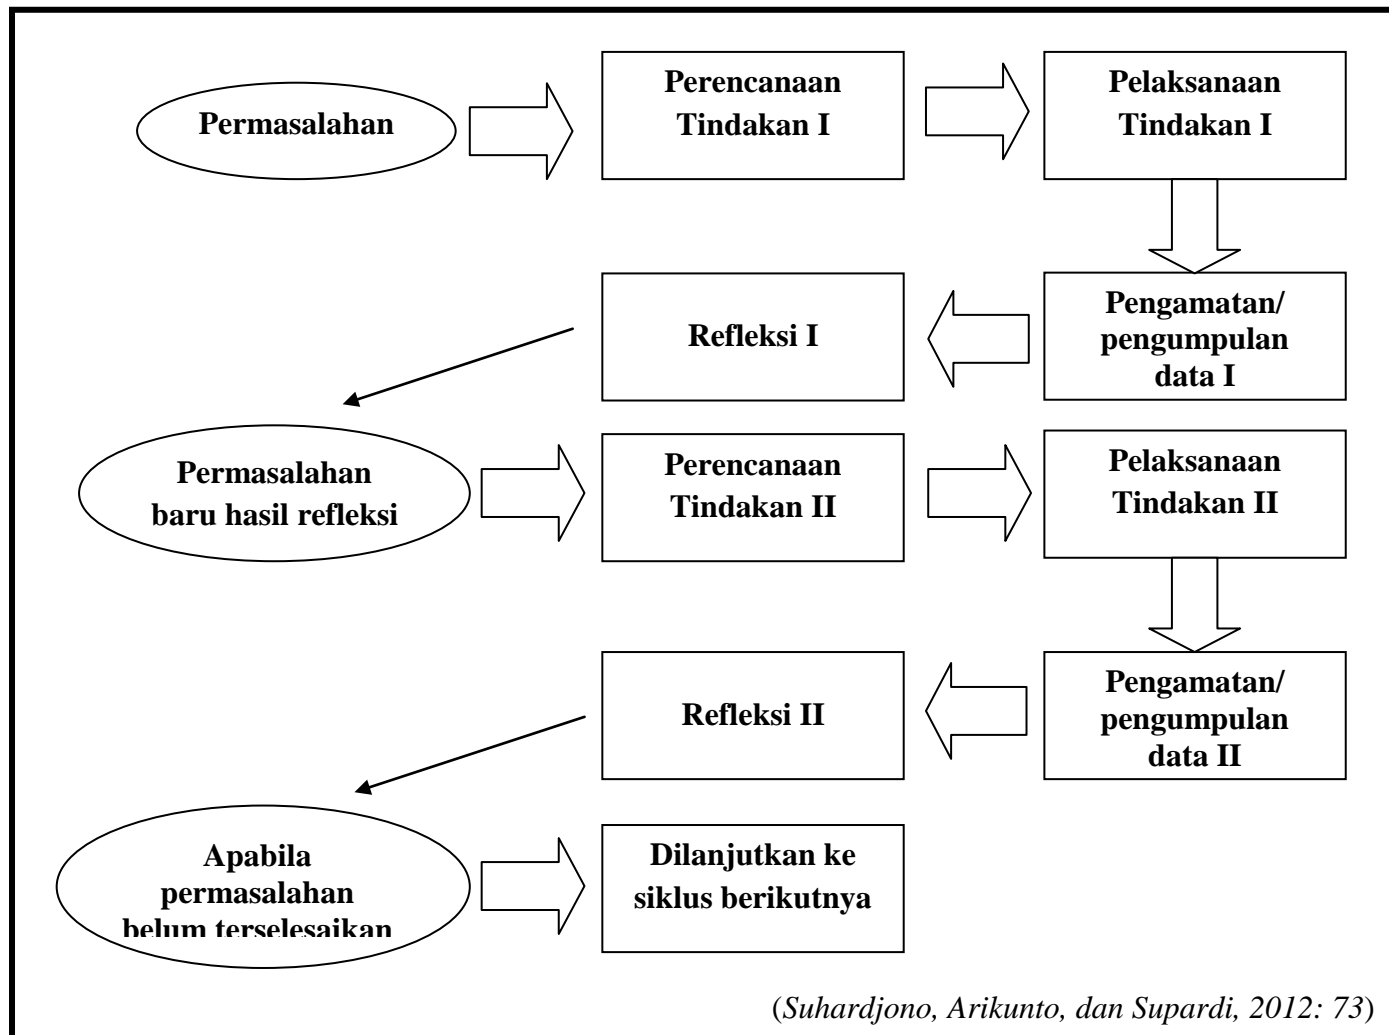 Permasalahan
Perencanaan
Tindakan I
Pelaksanaan
Tindakan I
Refleksi I
Pengamatan/
pengumpulan
data I
Permasalahan
baru hasil refleksi
Perencanaan
Tindakan II
Pelaksanaan
Tindakan II
Refleksi II
Pengamatan/
pengumpulan
data II
Apabila
permasalahan
belum terselesaikan
Dilanjutkan ke
siklus berikutnya
(Suhardjono, Arikunto, dan Supardi, 2012: 73)